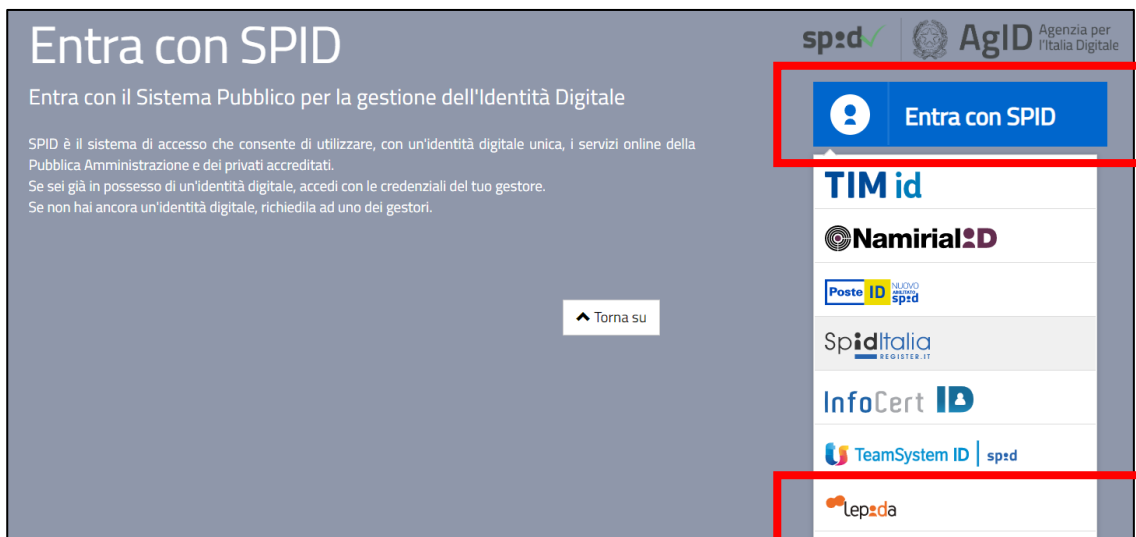 Entra con SPID
Entra con il Sistema Pubblico per la gestione dell'Identità Digitale
SPID è il sistema di accesso che consente di utilizzare, con un'identità digitale unica, i servizi online della
Pubblica Amministrazione e dei privati accreditati.
Se sei già in possesso di un'identità digitale, accedi con le credenziali del tuo gestore.
Se non hai ancora un'identità digitale, richiedila ad uno dei gestori.
Torna su
spid
AgID Agenzia per
l'Italia Digitale
Entra con SPID
TIM id
Namirial ID
Poste ID NUOVO
spid
SpidItalia
REGISTER.IT
InfoCert ID
TeamSystem ID | spid
lepida